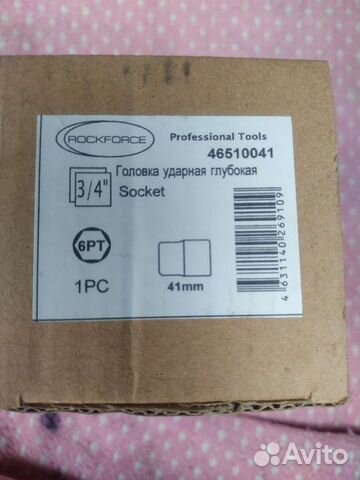 ROCKFORCE
Professional Tools
46510041
Головка ударная глубокая
3/4"
Socket
6PT
1PC
41mm
4631140269109
Avito